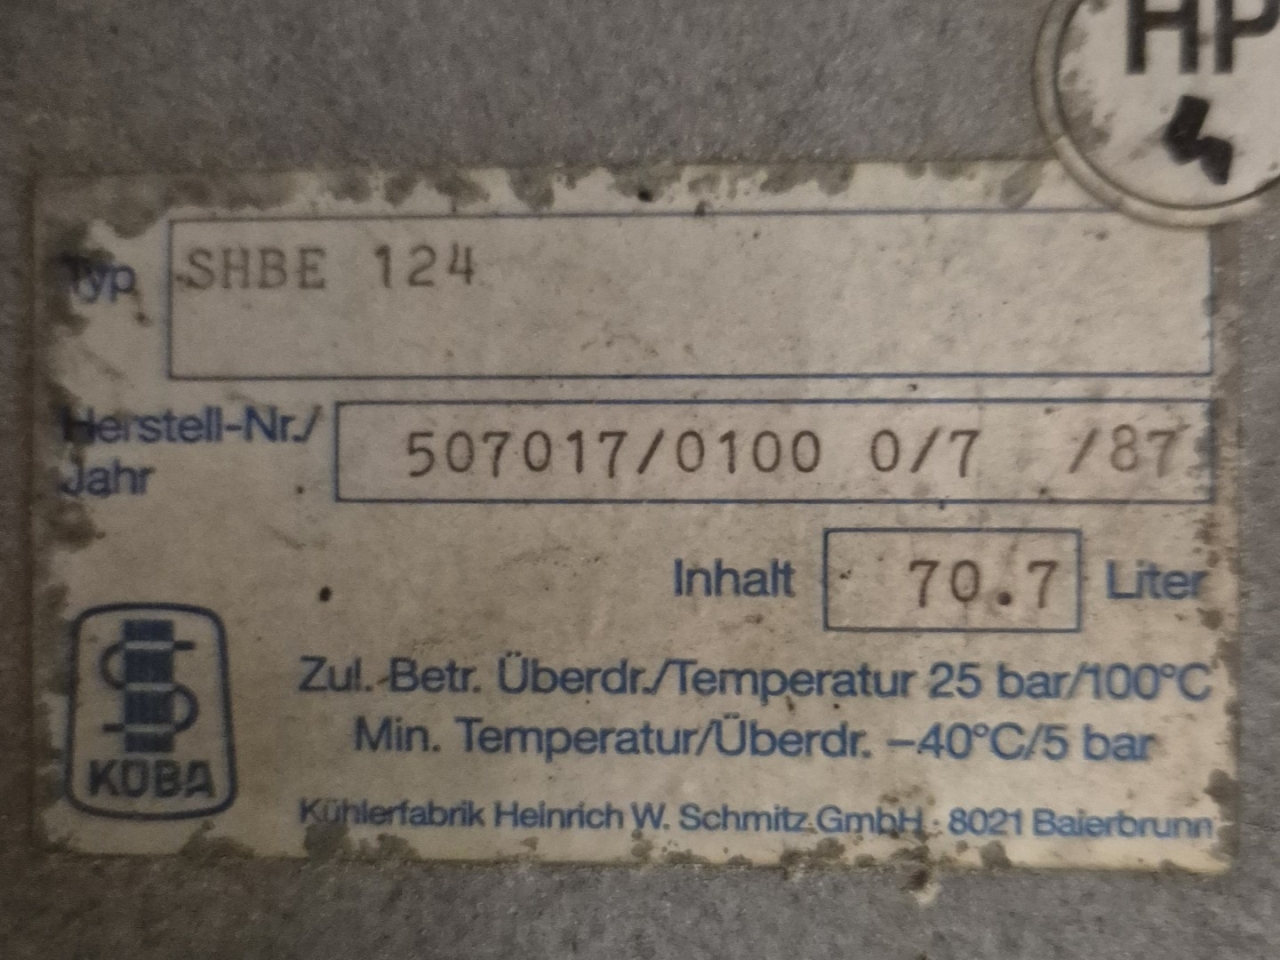 HP
Typ SHBE 124
Herstell-Nr./
Jahr 507017/0100 0/7 /87
Inhalt 70.7 Liter
Zul. Betr. Überdr./Temperatur 25 bar/100°C
Min. Temperatur/Überdr. −40°C/5 bar
KÜBA
Kühlerfabrik Heinrich W. Schmitz GmbH · 8021 Baierbrunn